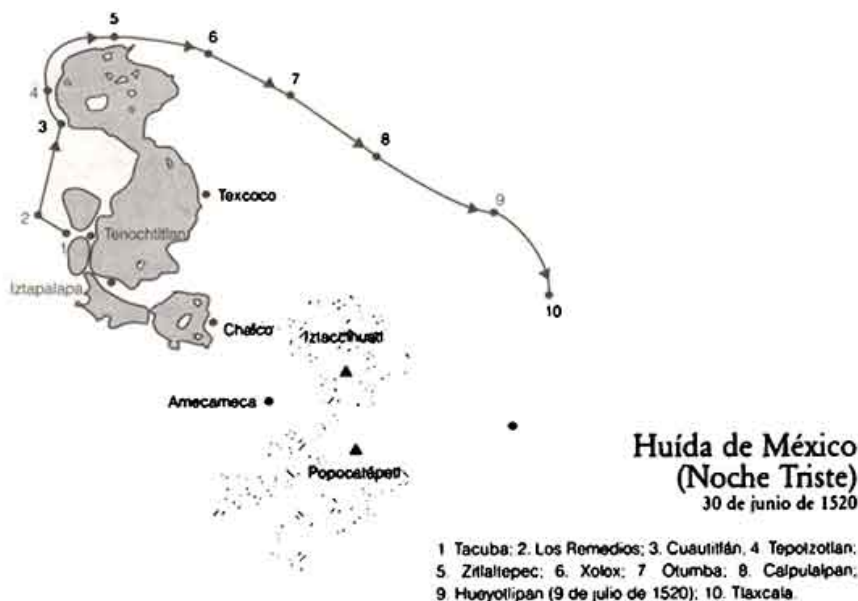 5
6
4
7
3
8
Texcoco
9
2
Tenochtitlan
1
Iztapalapa
10
Chalco
Iztaccihuatl
Amecameca
Popocatépetl
Huída de México
(Noche Triste)
30 de junio de 1520
1 Tacuba; 2. Los Remedios; 3. Cuautitlán, 4 Tepotzotlan;
5. Zitlaltepec; 6. Xolox; 7 Otumba; 8. Calpulalpan;
9. Hueyotlipan (9 de julio de 1520); 10. Tlaxcala.